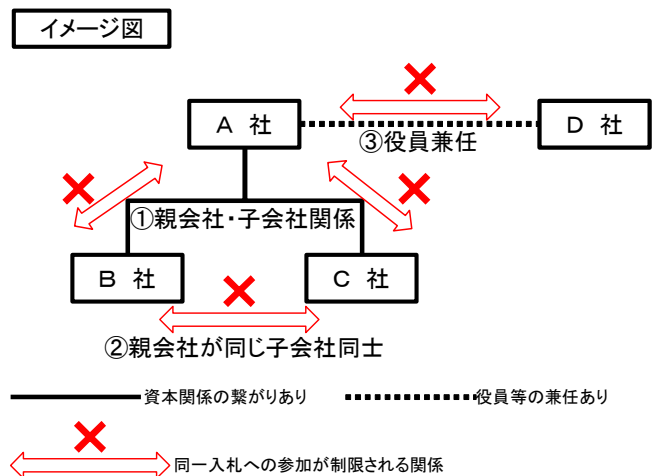 イメージ図
A 社
D 社
③役員兼任
①親会社・子会社関係
B 社
C 社
②親会社が同じ子会社同士
資本関係の繋がりあり
役員等の兼任あり
同一入札への参加が制限される関係